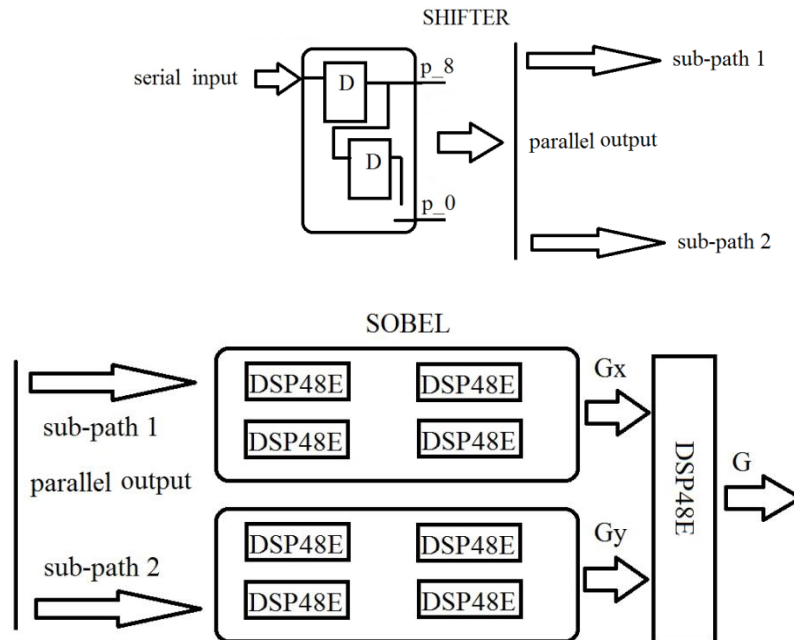 SHIFTER
serial input
D
p_8
sub-path 1
parallel output
D
p_0
sub-path 2
SOBEL
DSP48E DSP48E
DSP48E DSP48E
Gx
sub-path 1
parallel output
DSP48E
G
sub-path 2
DSP48E DSP48E
DSP48E DSP48E
Gy